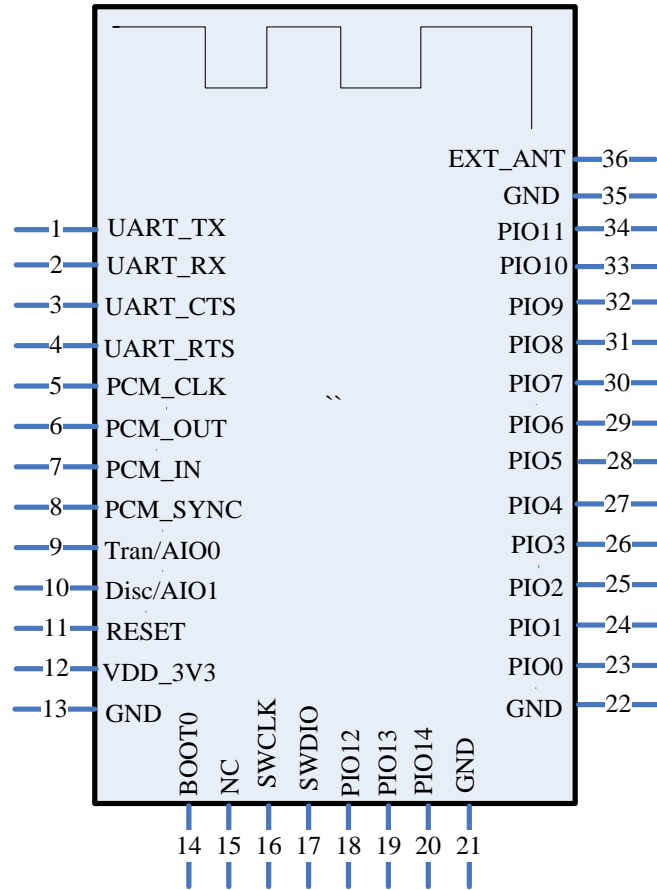 EXT_ANT 36
GND 35
1 UART_TX PIO11 34
2 UART_RX PIO10 33
3 UART_CTS PIO9 32
4 UART_RTS PIO8 31
5 PCM_CLK PIO7 30
``
6 PCM_OUT PIO6 29
7 PCM_IN PIO5 28
8 PCM_SYNC PIO4 27
9 Tran/AIO0 PIO3 26
10 Disc/AIO1 PIO2 25
11 RESET PIO1 24
12 VDD_3V3 PIO0 23
13 GND GND 22
BOOT0 NC SWCLK SWDIO PIO12 PIO13 PIO14 GND
14 15 16 17 18 19 20 21